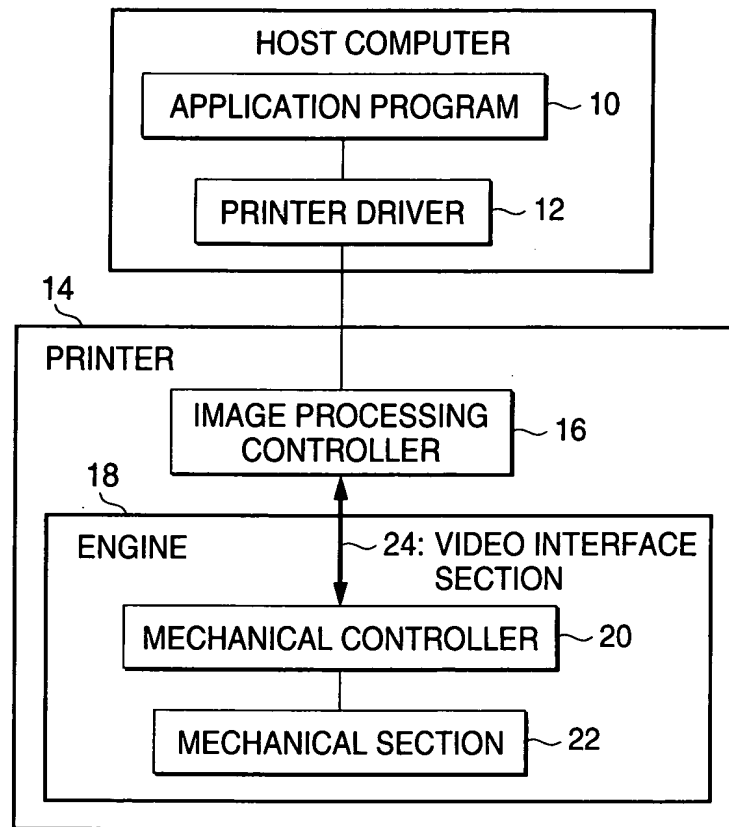 HOST COMPUTER
APPLICATION PROGRAM 10
PRINTER DRIVER 12
14
PRINTER
IMAGE PROCESSING
CONTROLLER
16
18
ENGINE
24: VIDEO INTERFACE
SECTION
MECHANICAL CONTROLLER 20
MECHANICAL SECTION 22